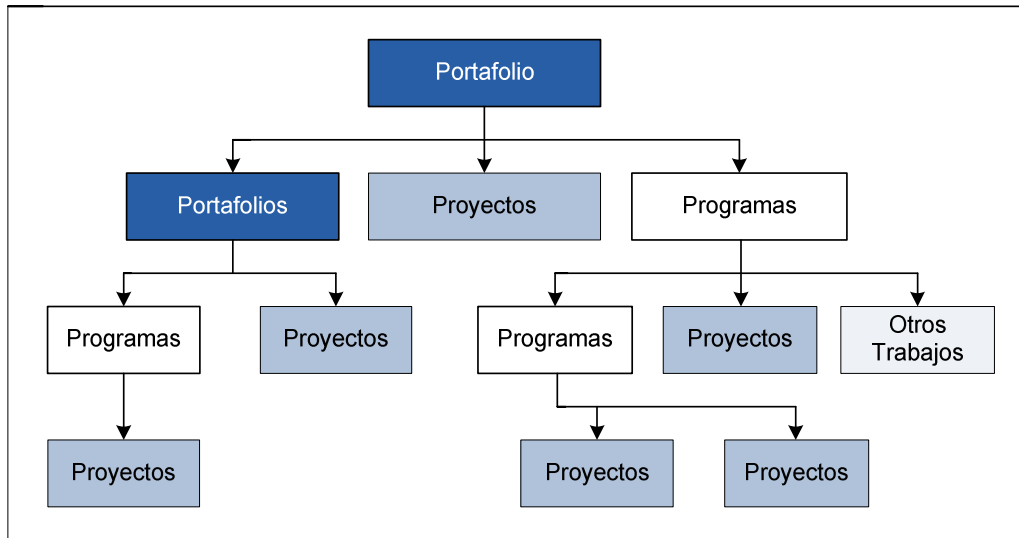 Portafolio
Portafolios
Proyectos
Programas
Programas
Proyectos
Programas
Proyectos
Otros
Trabajos
Proyectos
Proyectos
Proyectos